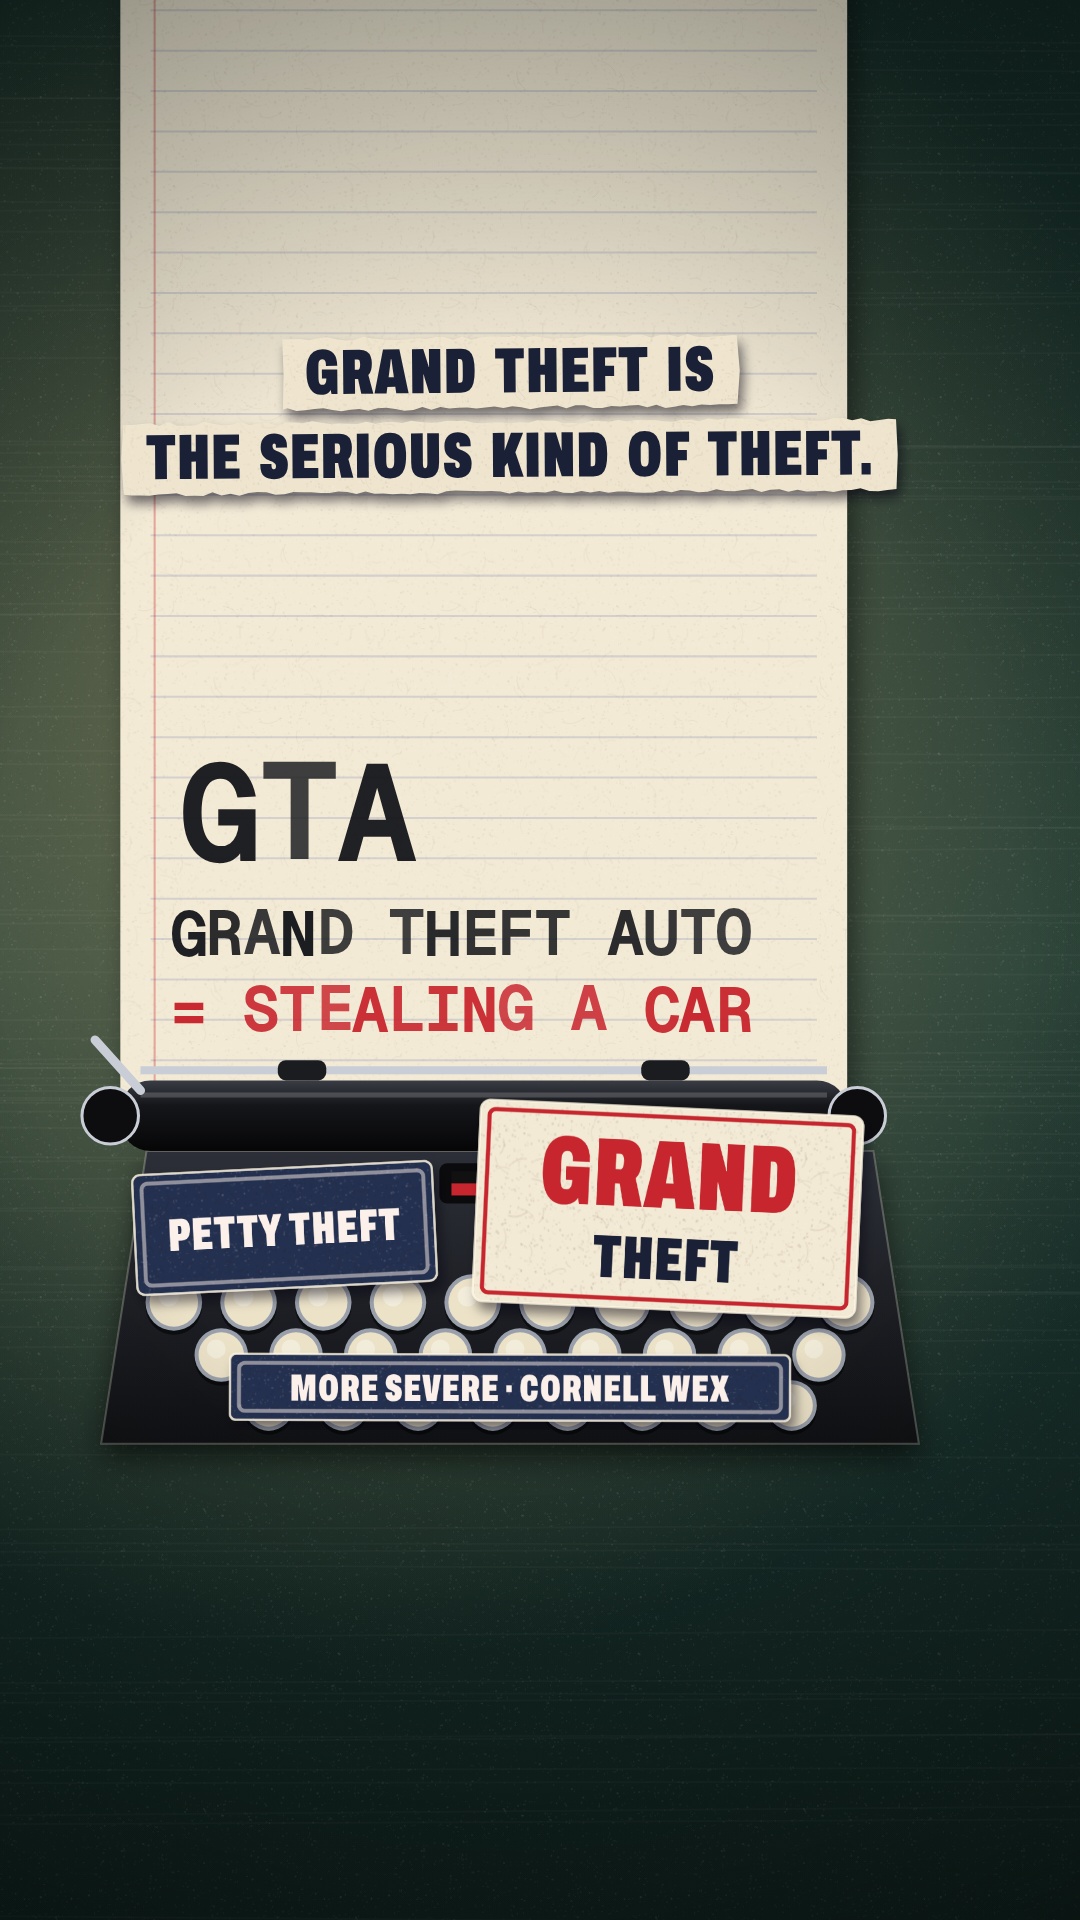 GRAND THEFT IS
THE SERIOUS KIND OF THEFT.
GTA
GRAND THEFT AUTO
= STEALING A CAR
PETTY THEFT
GRAND
THEFT
MORE SEVERE · CORNELL WEX